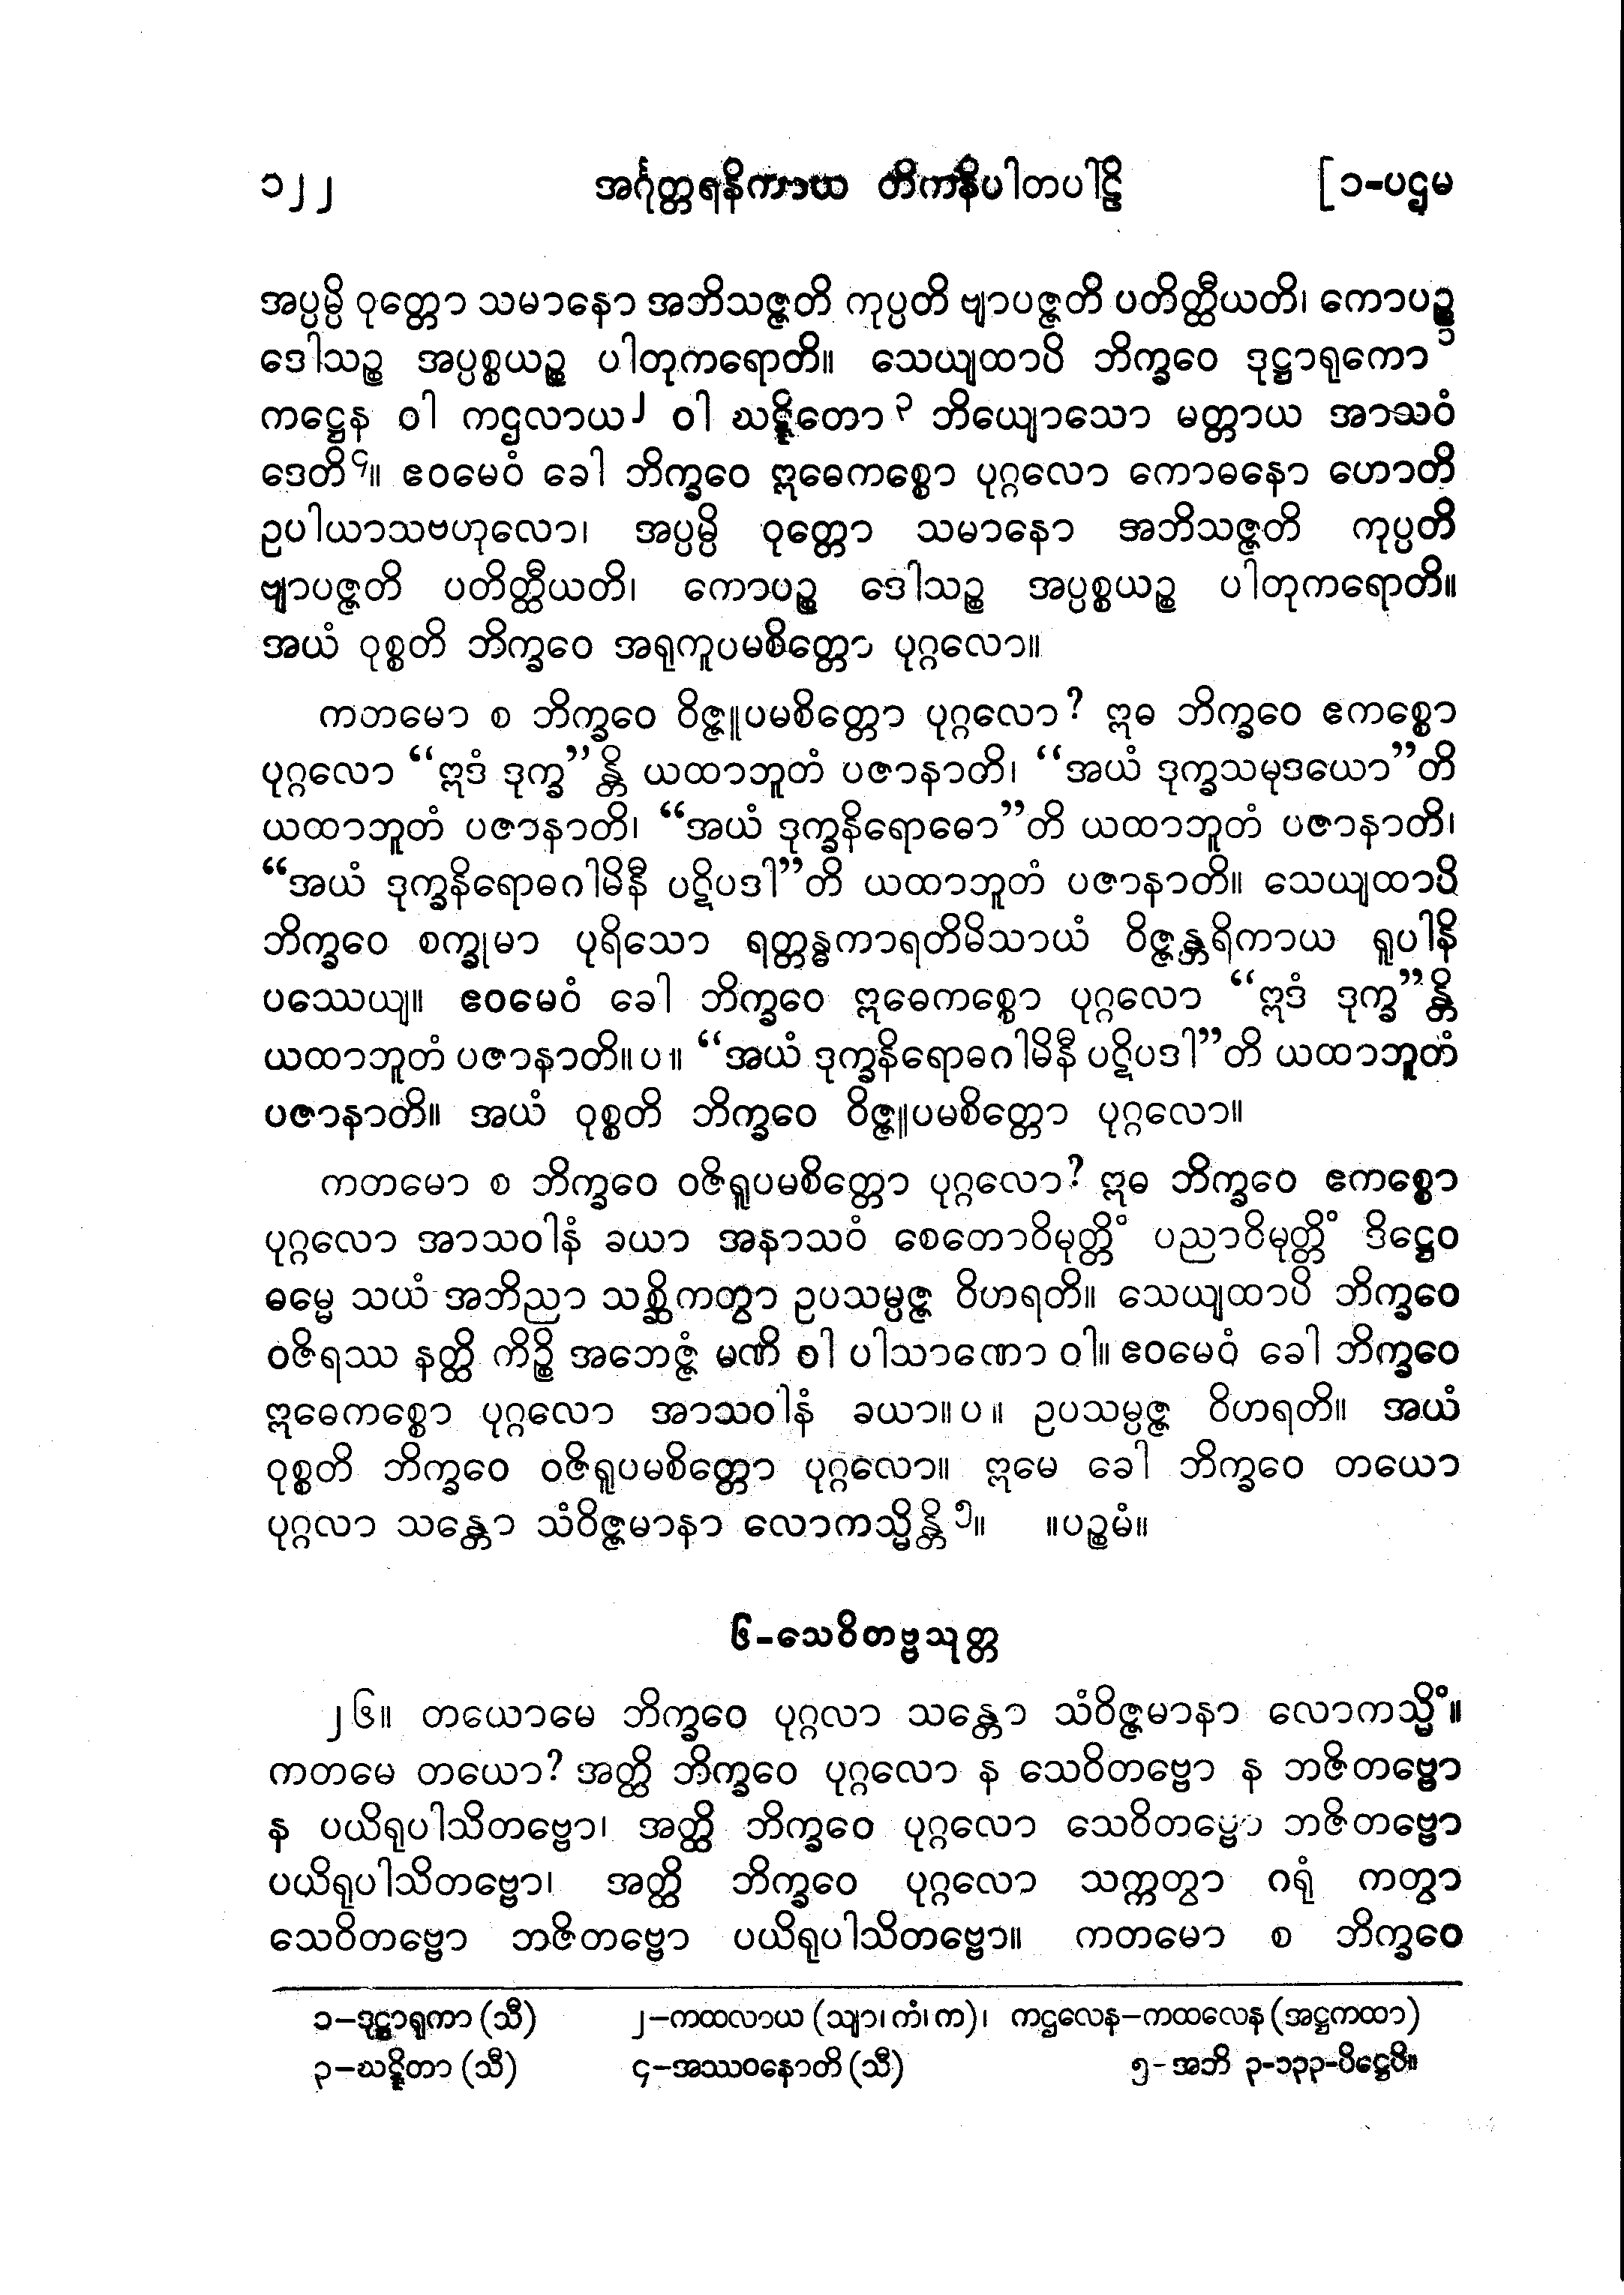 ၁၂၂ အင်္ဂုတ္တရနိကာယ တိကနိပါတပါဠိ [၁-ပဌမ
အပ္ပမ္ပိ ဝုတ္တော သမာနော အဘိသဇ္ဇတိ ကုပ္ပတိ ဗျာပဇ္ဇတိ ပတိတ္ထီယတိ၊ ကောပဉ္စ
ဒေါသဉ္စ အပ္ပစ္စယဉ္စ ပါတုကရောတိ။ သေယျထာပိ ဘိက္ခဝေ ဒုဋ္ဌာရုကော ၁
ကဋ္ဌေန ဝါ ကဌလာယ၂ ဝါ ဃဋ္ဋိတော ၃ ဘိယျောသော မတ္တာယ အာသဝံ
ဒေတိ ၄။ ဧဝမေဝံ ခေါ ဘိက္ခဝေ ဣဓေကစ္စော ပုဂ္ဂလော ကောဓနော ဟောတိ
ဥပါယာသဗဟုလော၊ အပ္ပမ္ပိ ဝုတ္တော သမာနော အဘိသဇ္ဇတိ ကုပ္ပတိ
ဗျာပဇ္ဇတိ ပတိတ္ထီယတိ၊ ကောပဉ္စ ဒေါသဉ္စ အပ္ပစ္စယဉ္စ ပါတုကရောတိ။
အယံ ဝုစ္စတိ ဘိက္ခဝေ အရုကူပမစိတ္တော ပုဂ္ဂလော။
ကတမော စ ဘိက္ခဝေ ဝိဇ္ဇူပမစိတ္တော ပုဂ္ဂလော? ဣဓ ဘိက္ခဝေ ဧကစ္စော
ပုဂ္ဂလော “ဣဒံ ဒုက္ခ”န္တိ ယထာဘူတံ ပဇာနာတိ၊ “အယံ ဒုက္ခသမုဒယော”တိ
ယထာဘူတံ ပဇာနာတိ၊ “အယံ ဒုက္ခနိရောဓော”တိ ယထာဘူတံ ပဇာနာတိ၊
“အယံ ဒုက္ခနိရောဓဂါမိနီ ပဋိပဒါ”တိ ယထာဘူတံ ပဇာနာတိ။ သေယျထာပိ
ဘိက္ခဝေ စက္ခုမာ ပုရိသော ရတ္တန္ဓကာရတိမိသာယံ ဝိဇ္ဇန္တရိကာယ ရူပါနိ
ပဿေယျ။ ဧဝမေဝံ ခေါ ဘိက္ခဝေ ဣဓေကစ္စော ပုဂ္ဂလော “ဣဒံ ဒုက္ခ”န္တိ
ယထာဘူတံ ပဇာနာတိ။ပ။ “အယံ ဒုက္ခနိရောဓဂါမိနီ ပဋိပဒါ”တိ ယထာဘူတံ
ပဇာနာတိ။ အယံ ဝုစ္စတိ ဘိက္ခဝေ ဝိဇ္ဇူပမစိတ္တော ပုဂ္ဂလော။
ကတမော စ ဘိက္ခဝေ ဝဇိရူပမစိတ္တော ပုဂ္ဂလော? ဣဓ ဘိက္ခဝေ ဧကစ္စော
ပုဂ္ဂလော အာသဝါနံ ခယာ အနာသဝံ စေတောဝိမုတ္တိံ ပညာဝိမုတ္တိံ ဒိဋ္ဌေဝ
ဓမ္မေ သယံ အဘိညာ သစ္ဆိကတွာ ဥပသမ္ပဇ္ဇ ဝိဟရတိ။ သေယျထာပိ ဘိက္ခဝေ
ဝဇိရဿ နတ္ထိ ကိဉ္စိ အဘေဇ္ဇံ မဏိ ဝါ ပါသာဏော ဝါ။ ဧဝမေဝံ ခေါ ဘိက္ခဝေ
ဣဓေကစ္စော ပုဂ္ဂလော အာသဝါနံ ခယာ။ပ။ ဥပသမ္ပဇ္ဇ ဝိဟရတိ။ အယံ
ဝုစ္စတိ ဘိက္ခဝေ ဝဇိရူပမစိတ္တော ပုဂ္ဂလော။ ဣမေ ခေါ ဘိက္ခဝေ တယော
ပုဂ္ဂလာ သန္တော သံဝိဇ္ဇမာနာ လောကသ္မိန္တိ ၅။ ။ပဉ္စမံ။
၆-သေဝိတဗ္ဗသုတ္တ
၂၆။ တယောမေ ဘိက္ခဝေ ပုဂ္ဂလာ သန္တော သံဝိဇ္ဇမာနာ လောကသ္မိံ။
ကတမေ တယော? အတ္ထိ ဘိက္ခဝေ ပုဂ္ဂလော န သေဝိတဗ္ဗော န ဘဇိတဗ္ဗော
န ပယိရုပါသိတဗ္ဗော၊ အတ္ထိ ဘိက္ခဝေ ပုဂ္ဂလော သေဝိတဗ္ဗော ဘဇိတဗ္ဗော
ပယိရုပါသိတဗ္ဗော၊ အတ္ထိ ဘိက္ခဝေ ပုဂ္ဂလော သက္ကတွာ ဂရုံ ကတွာ
သေဝိတဗ္ဗော ဘဇိတဗ္ဗော ပယိရုပါသိတဗ္ဗော။ ကတမော စ ဘိက္ခဝေ
၁-ဒုဋ္ဌာရုကာ (သီ) ၂-ကထလာယ (သျာ၊ ကံ၊ က)၊ ကဌလေန-ကထလေန (အဋ္ဌကထာ)
၃-ဃဋ္ဋိတာ (သီ) ၄-အဿဝနောတိ (သီ) ၅-အဘိ ၃-၁၃၃-ပိဋ္ဌေပိ။